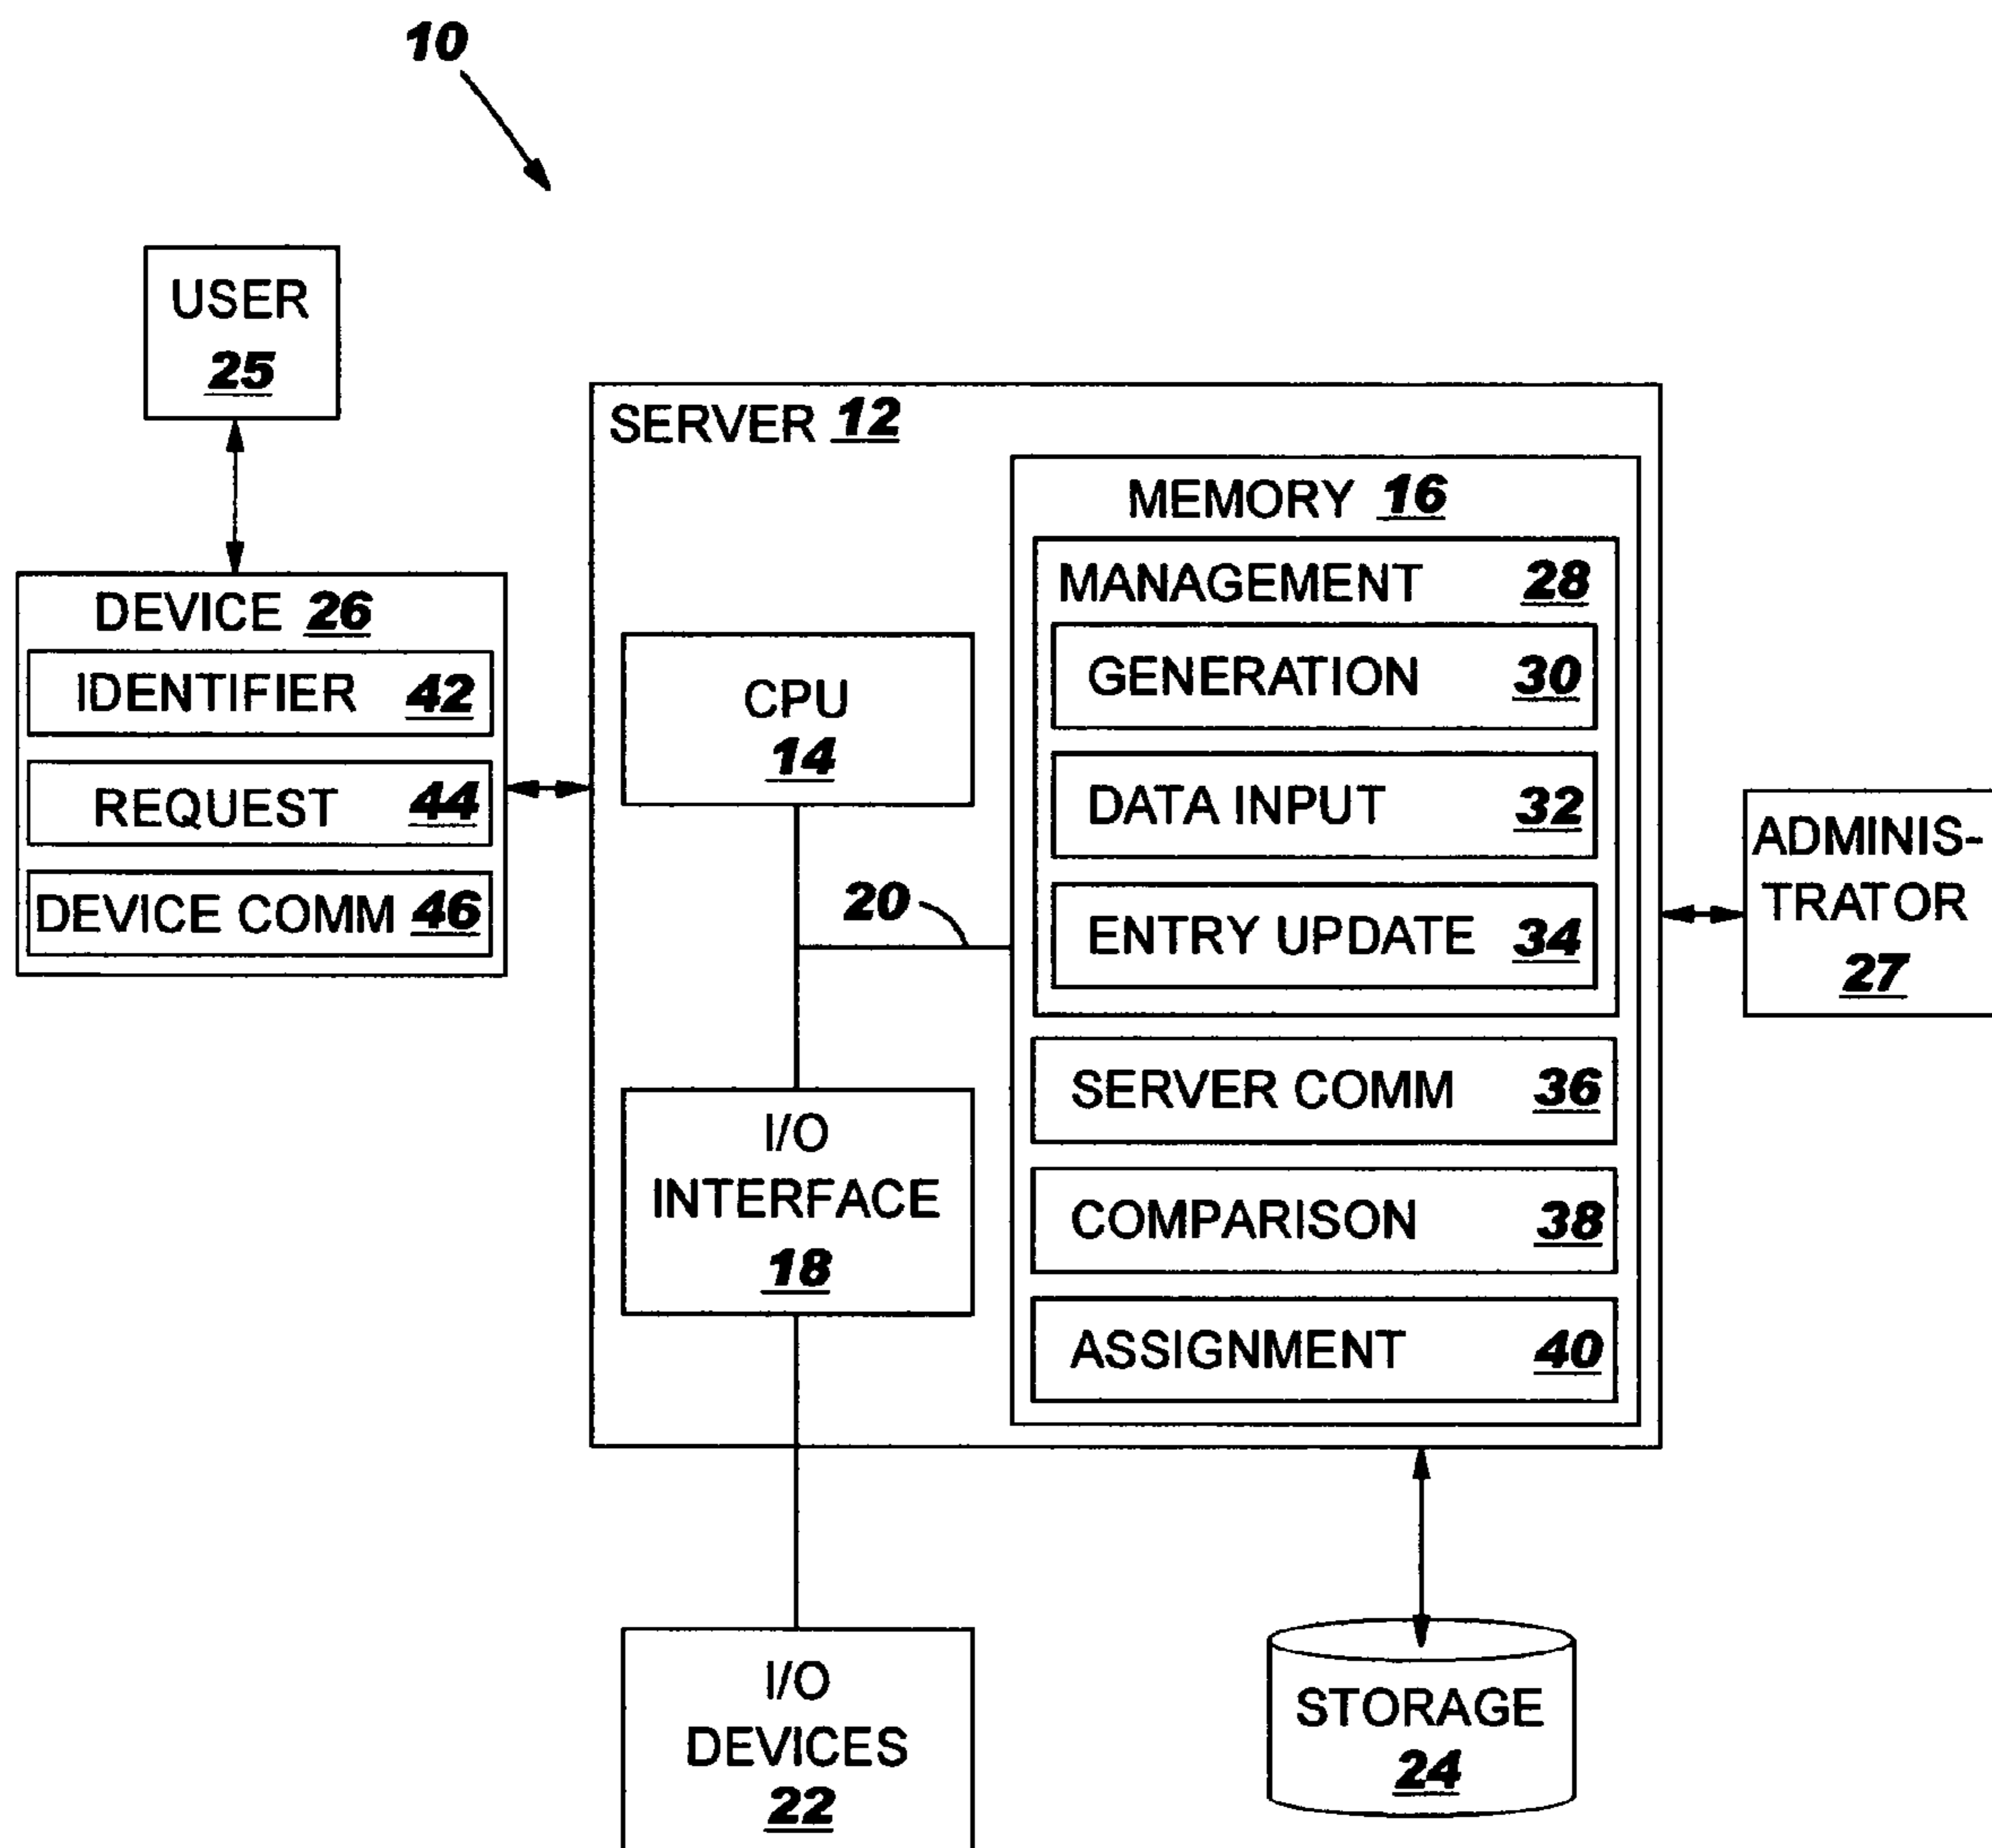 10
USER
25
SERVER 12
MEMORY 16
MANAGEMENT 28
DEVICE 26
IDENTIFIER 42
GENERATION 30
CPU
14
REQUEST 44
DATA INPUT 32
ADMINIS-
TRATOR
27
DEVICE COMM 46
20
ENTRY UPDATE 34
SERVER COMM 36
I/O
INTERFACE
18
COMPARISON 38
ASSIGNMENT 40
I/O
DEVICES
22
STORAGE
24